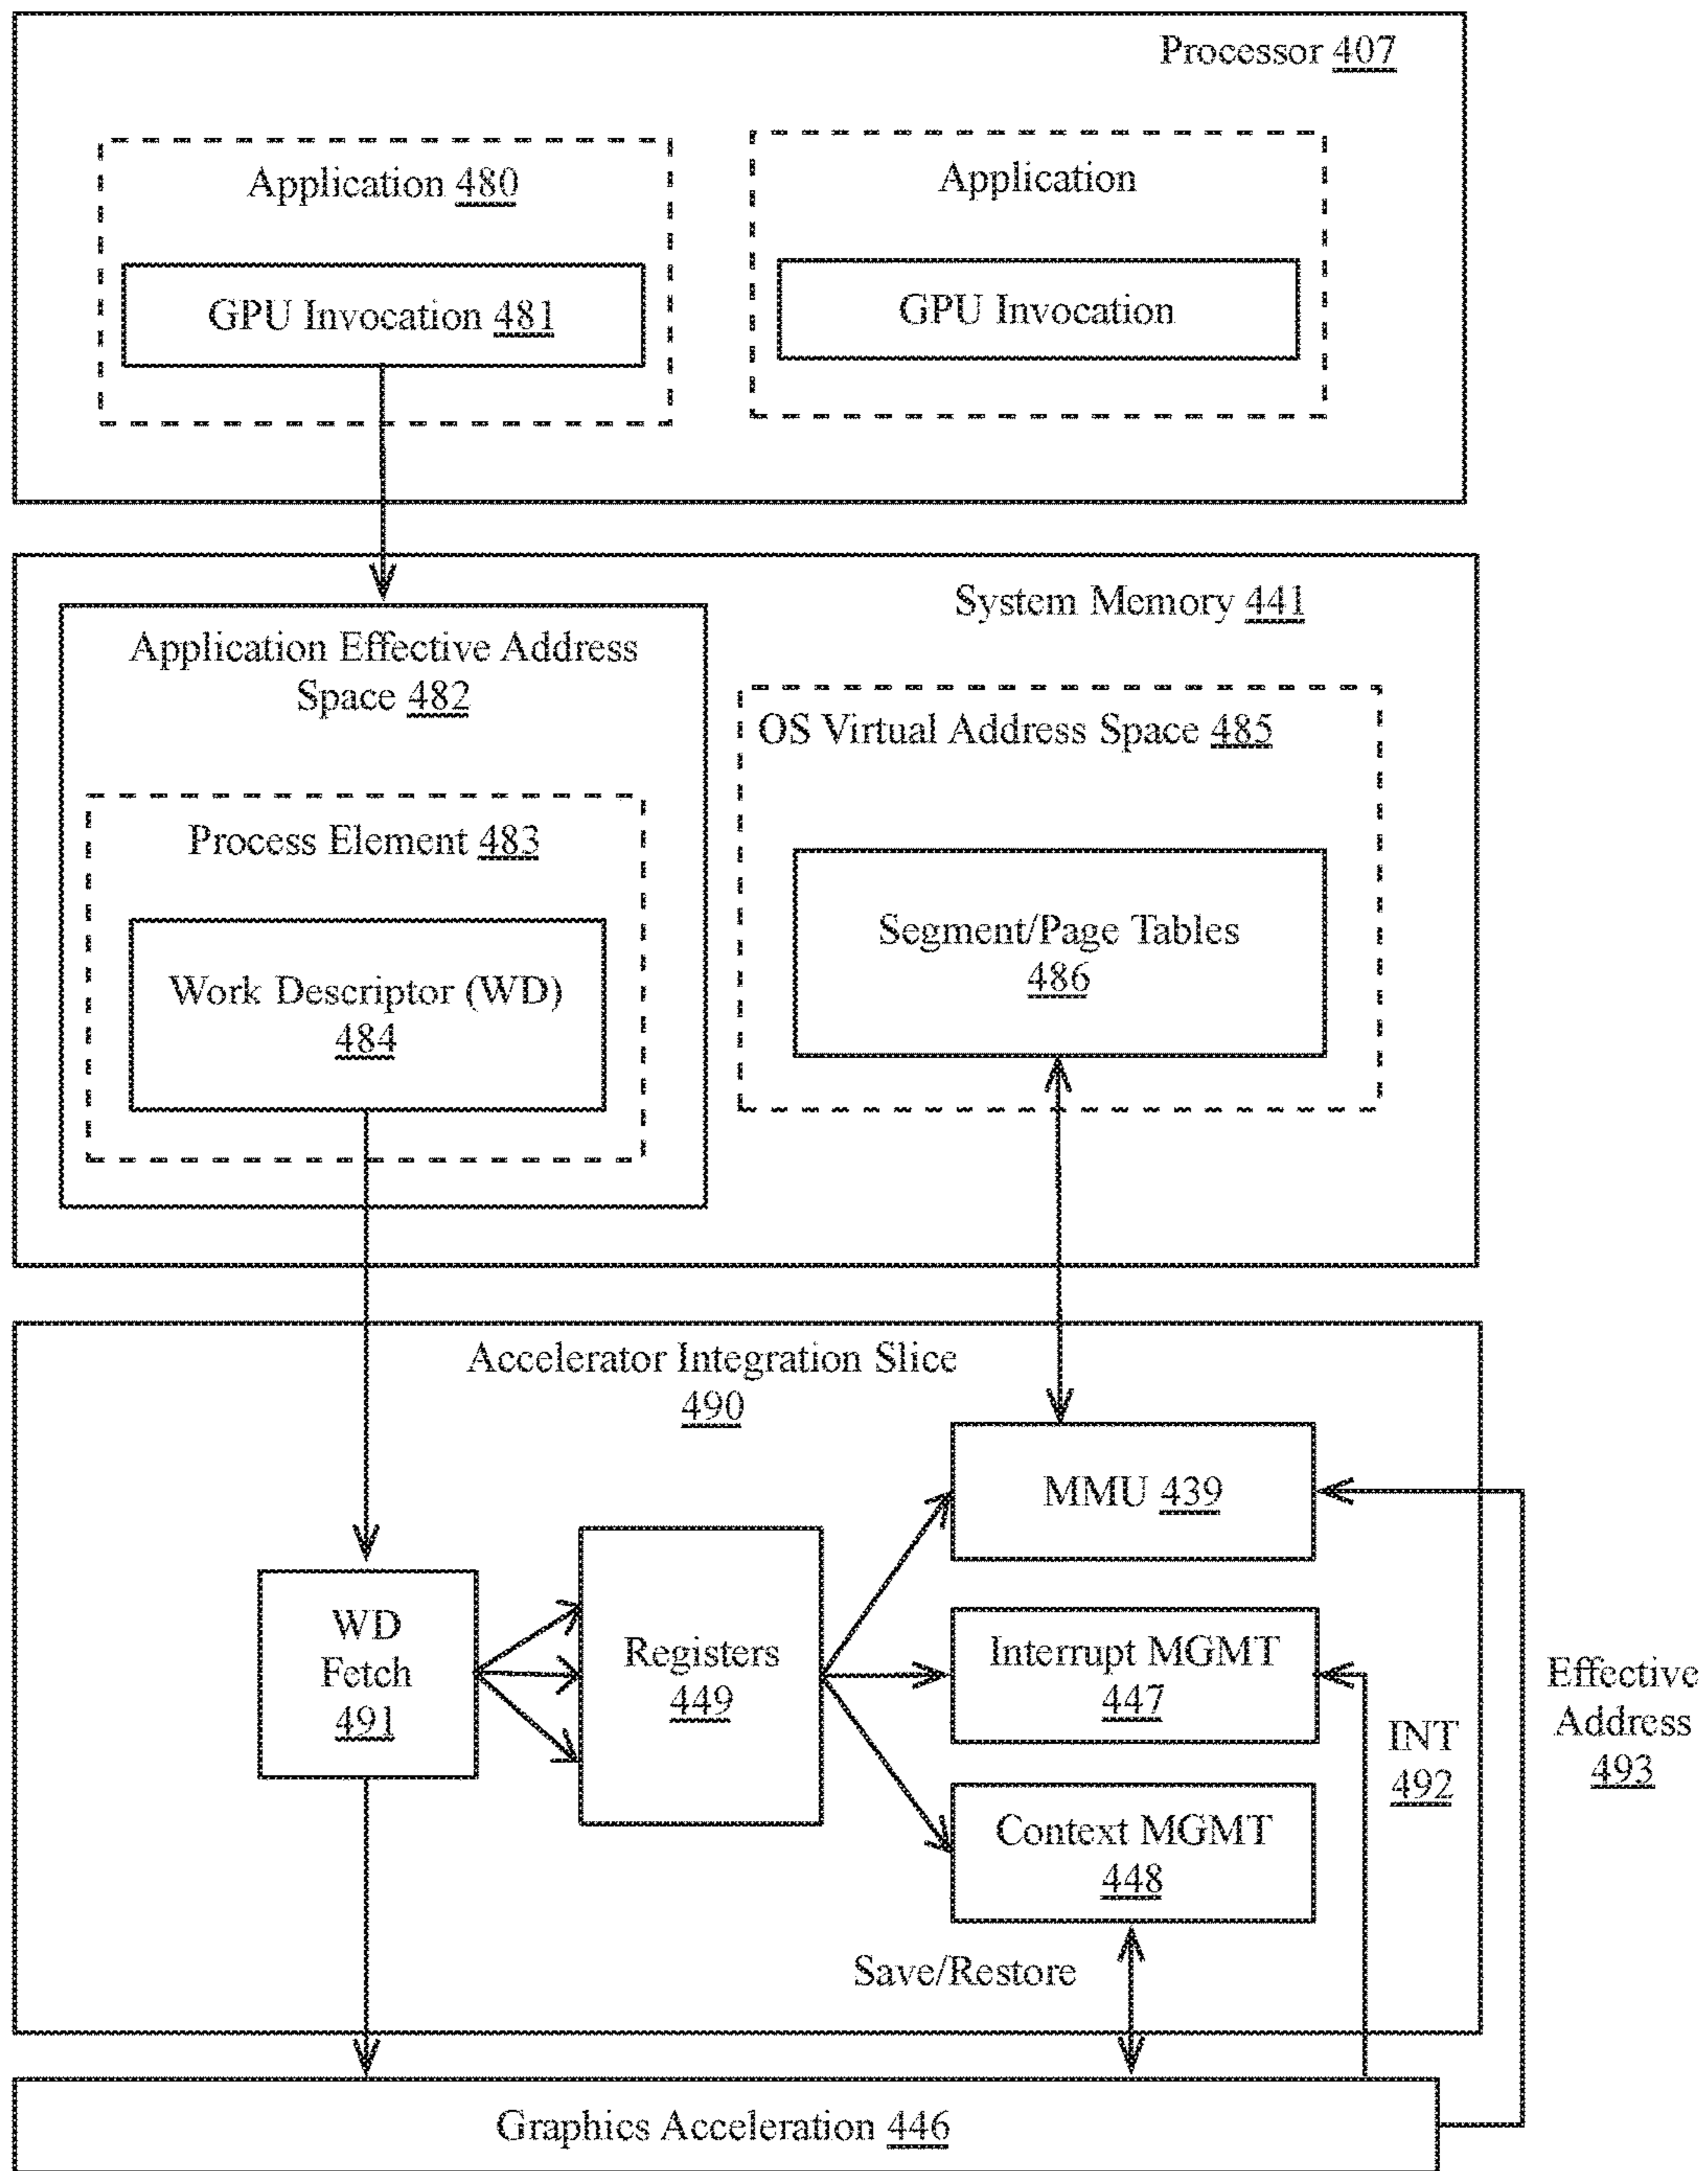 Processor 407
Application 480
Application
GPU Invocation 481
GPU Invocation
System Memory 441
Application Effective Address
Space 482
OS Virtual Address Space 485
Process Element 483
Segment/Page Tables
486
Work Descriptor (WD)
484
Accelerator Integration Slice
490
MMU 439
WD
Fetch
491
Registers
449
Interrupt MGMT
447
Effective
Address
493
INT
492
Context MGMT
448
Save/Restore
Graphics Acceleration 446